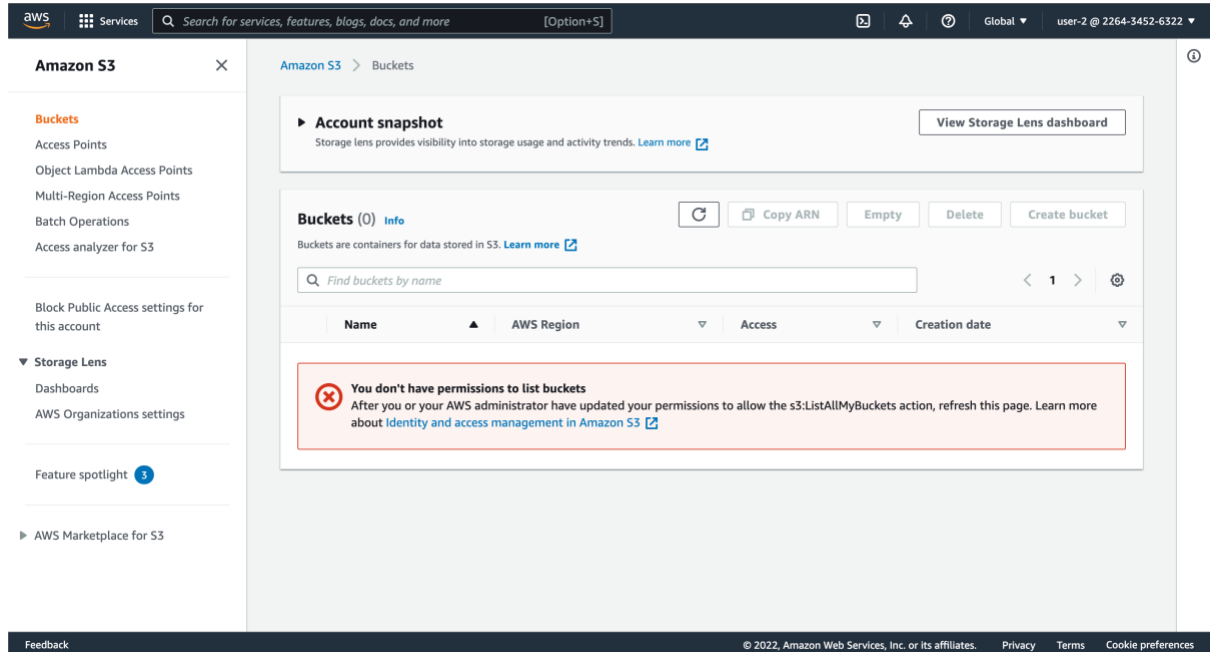 aws Services Search for services, features, blogs, docs, and more [Option+S] Global ▼ user-2 @ 2264-3452-6322 ▼
Amazon S3
Buckets
Access Points
Object Lambda Access Points
Multi-Region Access Points
Batch Operations
Access analyzer for S3
Block Public Access settings for
this account
Storage Lens
Dashboards
AWS Organizations settings
Feature spotlight 3
AWS Marketplace for S3
Amazon S3 > Buckets
Account snapshot
View Storage Lens dashboard
Storage lens provides visibility into storage usage and activity trends. Learn more
Buckets (0) Info
Copy ARN Empty Delete Create bucket
Buckets are containers for data stored in S3. Learn more
Find buckets by name
< 1 >
Name AWS Region Access Creation date
You don't have permissions to list buckets
After you or your AWS administrator have updated your permissions to allow the s3:ListAllMyBuckets action, refresh this page. Learn more
about Identity and access management in Amazon S3
Feedback © 2022, Amazon Web Services, Inc. or its affiliates. Privacy Terms Cookie preferences